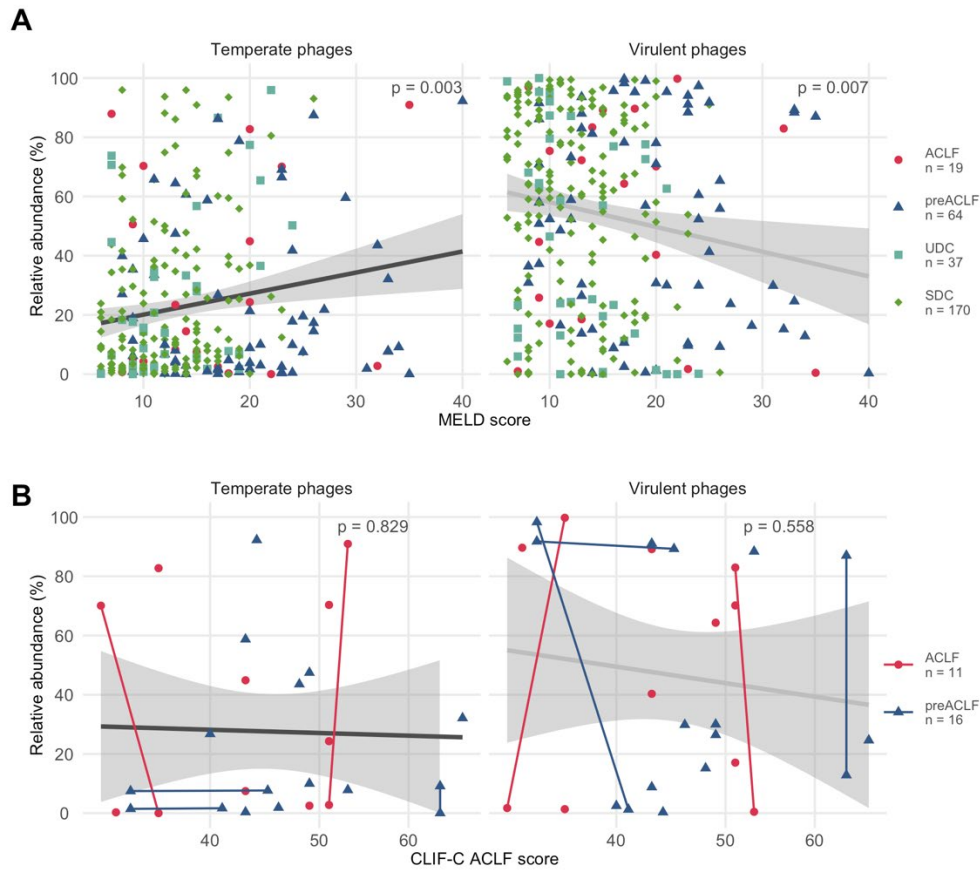 A
Temperate phages
Virulent phages
Relative abundance (%)
100
80
60
40
20
0
p = 0.003
p = 0.007
10
20
30
40
10
20
30
40
MELD score
ACLF
n = 19
preACLF
n = 64
UDC
n = 37
SDC
n = 170
B
Temperate phages
Virulent phages
Relative abundance (%)
100
80
60
40
20
0
p = 0.829
p = 0.558
40
50
60
40
50
60
CLIF-C ACLF score
ACLF
n = 11
preACLF
n = 16